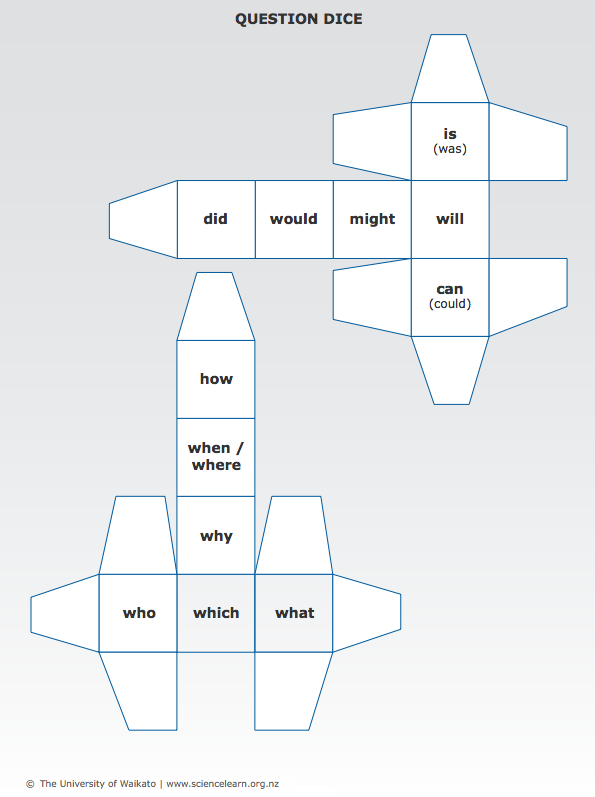 QUESTION DICE
is
(was)
did
would
might
will
can
(could)
how
when /
where
why
who
which
what
© The University of Waikato | www.sciencelearn.org.nz